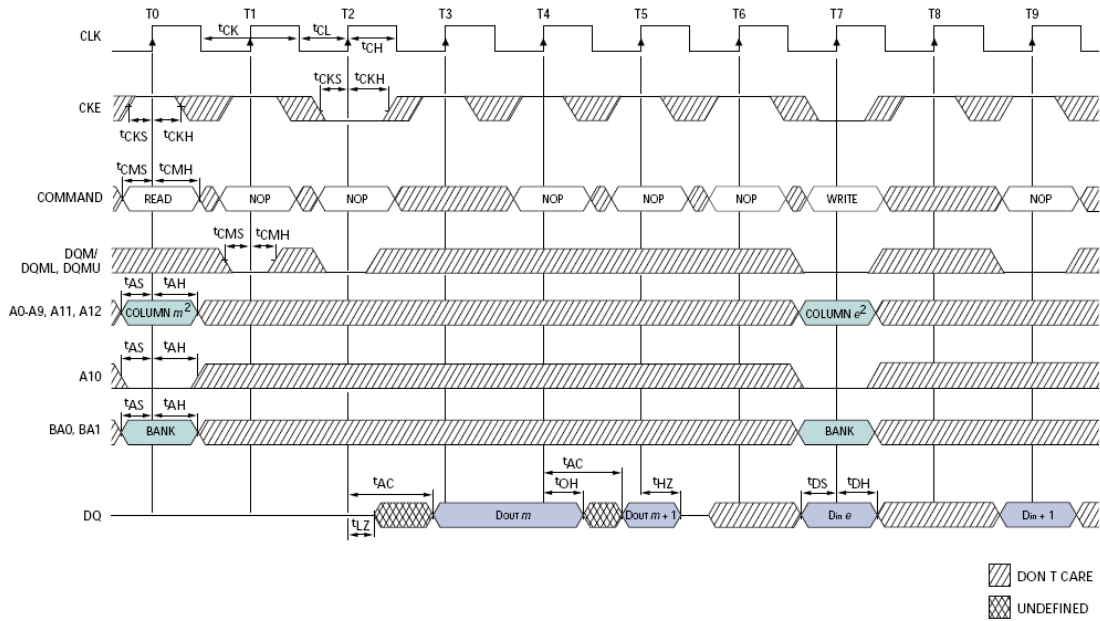 T0 T1 T2 T3 T4 T5 T6 T7 T8 T9
CLK tCK tCL tCH
tCKS tCKH
CKE
tCKS tCKH
tCMS tCMH
COMMAND READ NOP NOP NOP NOP NOP WRITE NOP
tCMS tCMH
DQM/
DQML, DQMU
tAS tAH
A0-A9, A11, A12 COLUMN m2 COLUMN e2
tAS tAH
A10
tAS tAH
BA0, BA1 BANK BANK
tAC tAC
tOH tHZ tDS tDH
DQ DOUT m DOUT m + 1 Din e Din + 1
tLZ
DON T CARE
UNDEFINED